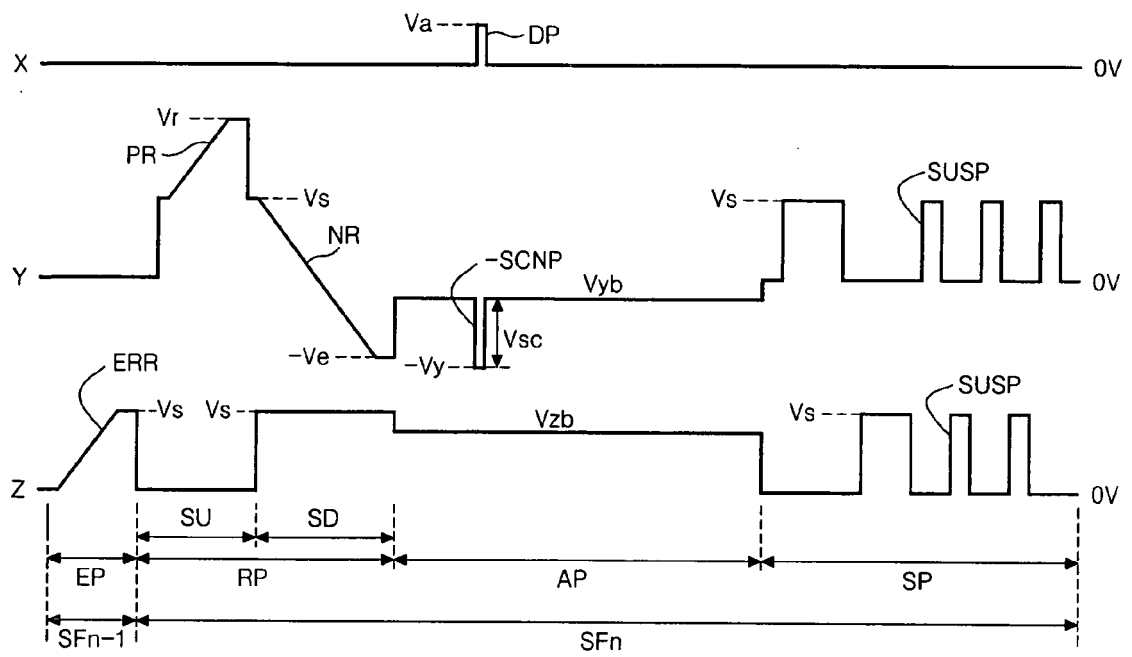 Va
DP
X
0V
Vr
PR
Vs
NR
Vs
SUSP
-SCNP
Vyb
Y
0V
Vsc
-Ve
-Vy
ERR
Vs
Vs
Vzb
Vs
SUSP
Z
0V
SU
SD
EP
RP
AP
SP
SFn-1
SFn